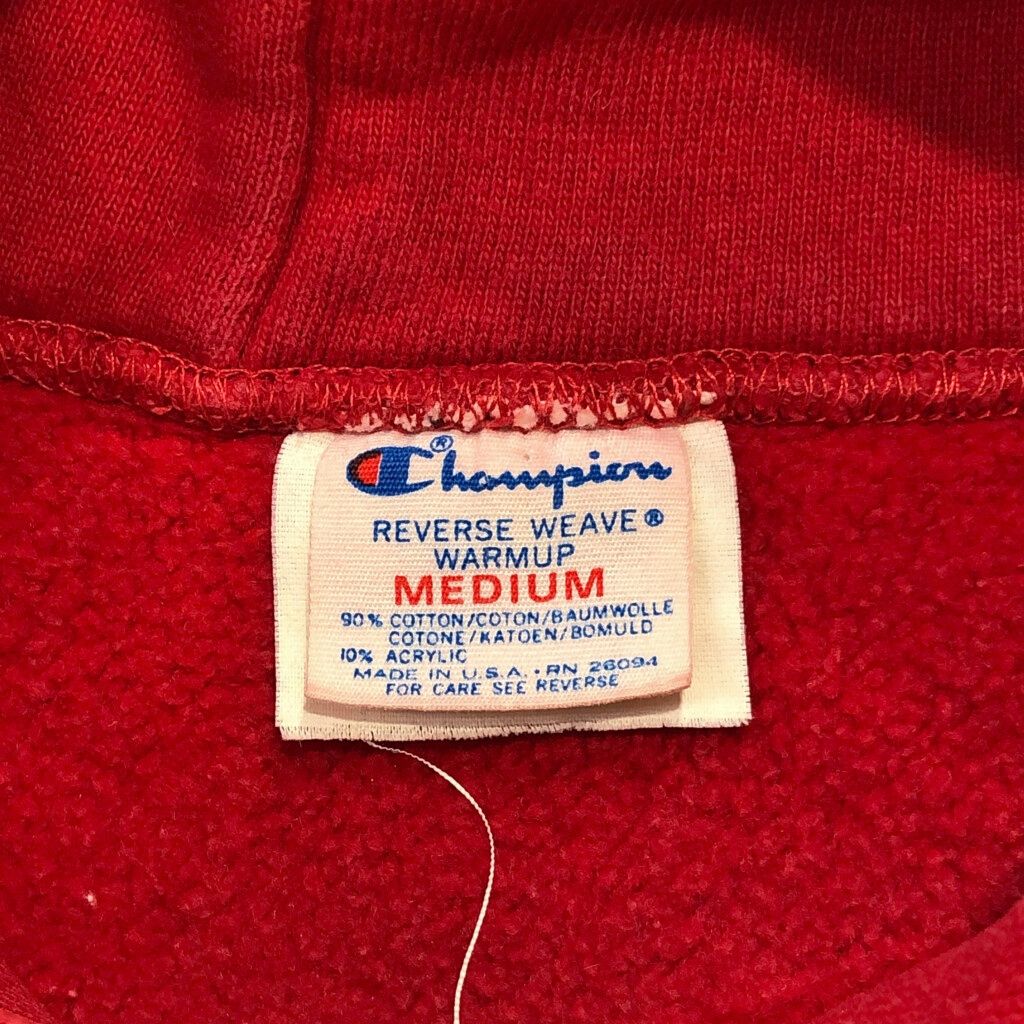 Champion®
REVERSE WEAVE®
WARMUP
MEDIUM
90% COTTON/COTON/BAUMWOLLE
COTONE/KATOEN/BOMULD
10% ACRYLIC
MADE IN U.S.A. · RN 26094
FOR CARE SEE REVERSE